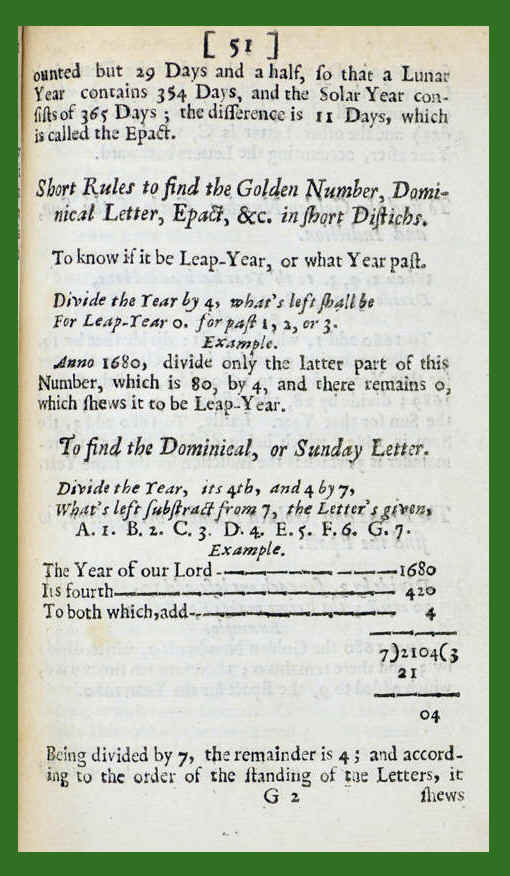 [ 51 ]
ounted but 29 Days and a half, so that a Lunar
Year contains 354 Days, and the Solar Year con-
sists of 365 Days ; the difference is 11 Days, which
is called the Epact.
Short Rules to find the Golden Number, Domi-
nical Letter, Epact, &c. in short Distichs.
To know if it be Leap-Year, or what Year past.
Divide the Year by 4, what's left shall be
For Leap-Year 0. for past 1, 2, or 3.
Example.
Anno 1680, divide only the latter part of this
Number, which is 80, by 4, and there remains 0,
which shews it to be Leap-Year.
To find the Dominical, or Sunday Letter.
Divide the Year, its 4th, and 4 by 7,
What's left substract from 7, the Letter's given,
A. 1. B. 2. C. 3. D. 4. E. 5. F. 6. G. 7.
Example.
The Year of our Lord ———— 1680
Its fourth———— 420
To both which, add———— 4
7)2104(3
21
04
Being divided by 7, the remainder is 4 ; and accord-
ing to the order of the standing of the Letters, it
G 2 shews